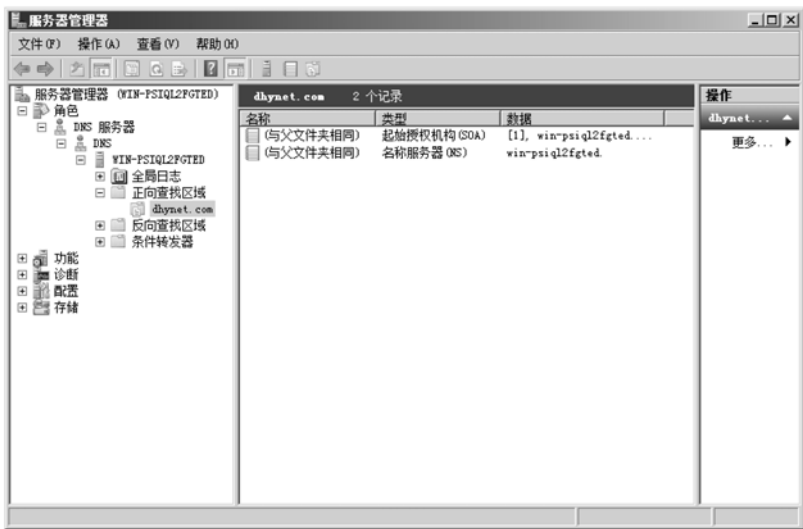 服务器管理器
文件(F) 操作(A) 查看(V) 帮助(H)
服务器管理器 (WIN-PSIQL2FGTED)
角色
DNS 服务器
DNS
WIN-PSIQL2FGTED
全局日志
正向查找区域
dhynet.com
反向查找区域
条件转发器
功能
诊断
配置
存储
dhynet.com 2 个记录
名称 类型 数据
(与父文件夹相同) 起始授权机构(SOA) [1], win-psiql2fgted....
(与父文件夹相同) 名称服务器(NS) win-psiql2fgted.
操作
dhynet...
更多...